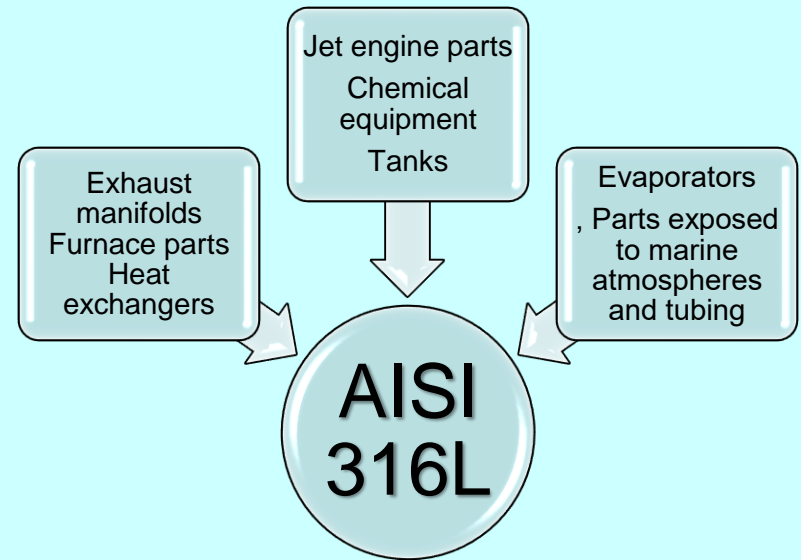 Jet engine parts
Chemical
equipment
Tanks
Exhaust
manifolds
Furnace parts
Heat
exchangers
Evaporators
, Parts exposed
to marine
atmospheres
and tubing
AISI
316L